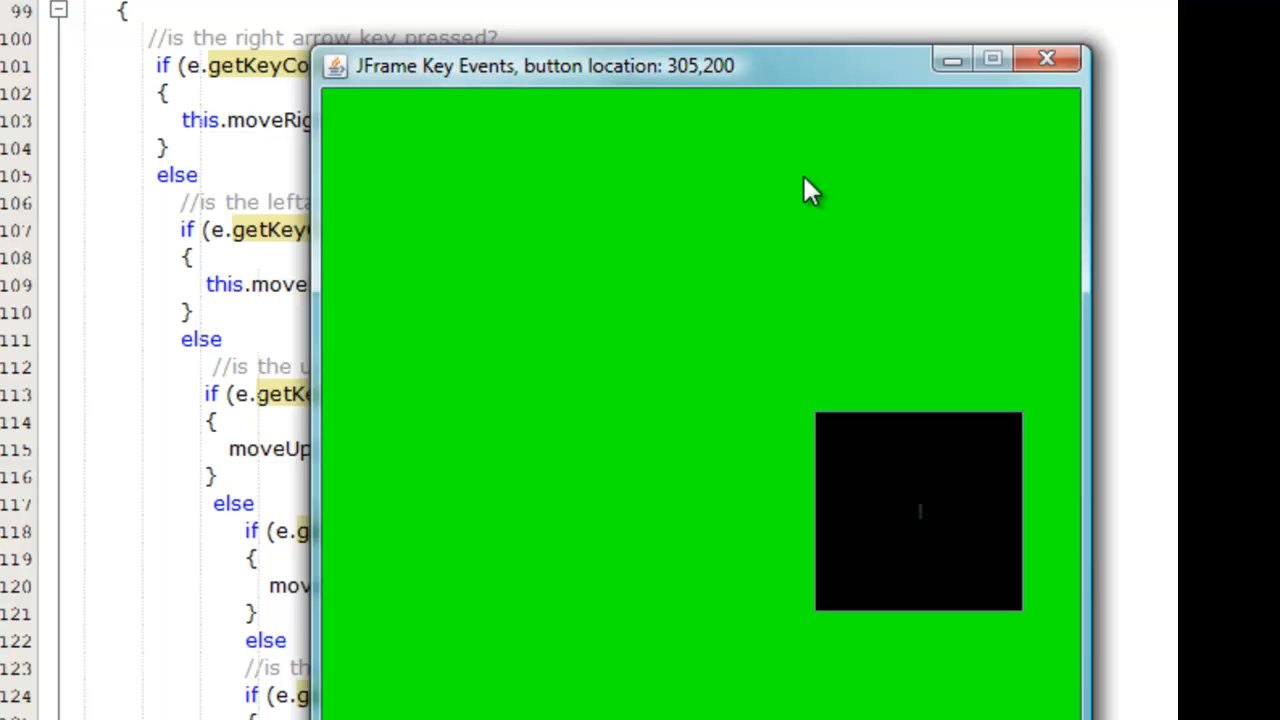 99 {
100 //is the right arrow key pressed?
101 if (e.getKeyCo
JFrame Key Events, button location: 305,200
102 {
103 this.moveRig
104 }
105 else
106 //is the left
107 if (e.getKey
108 {
109 this.move
110 }
111 else
112 //is the u
113 if (e.getKe
114 {
115 moveUp
116 }
117 else
118 if (e.g
119 {
120 mov
121 }
122 else
123 //is th
124 if (e.g
{